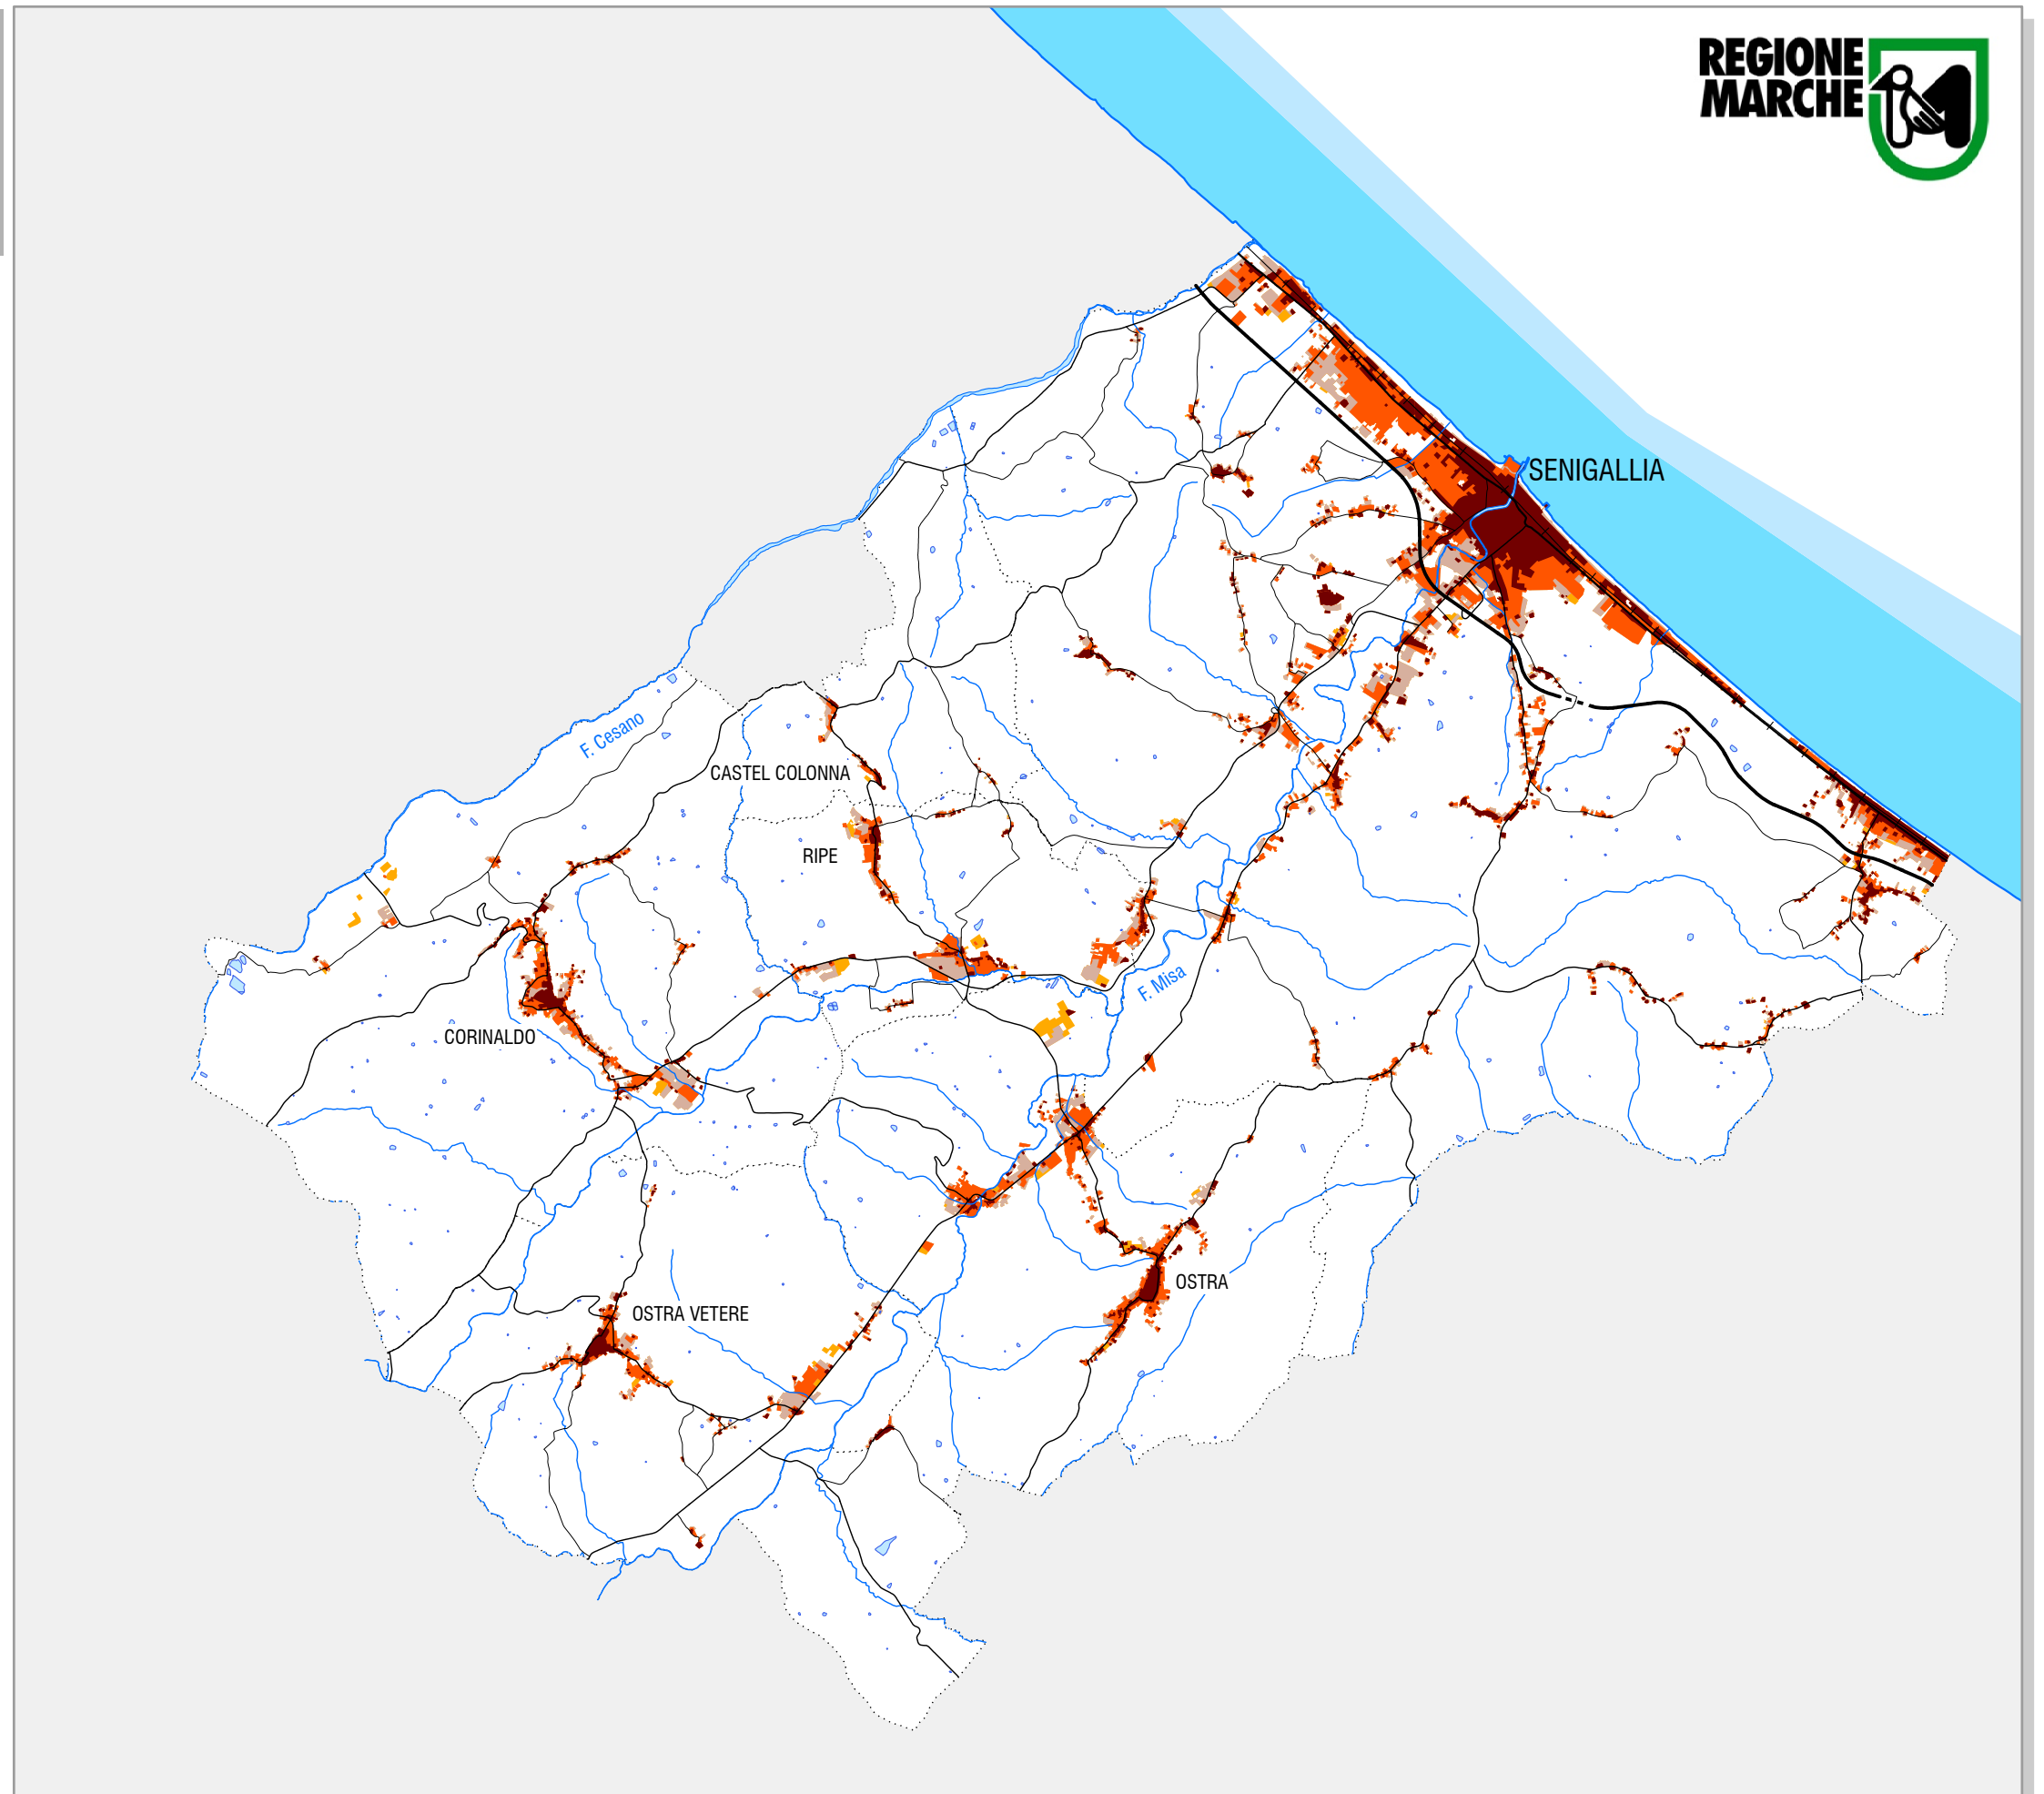 REGIONE
MARCHE
SENIGALLIA
F. Cesano
CASTEL COLONNA
RIPE
F. Misa
CORINALDO
OSTRA
OSTRA VETERE